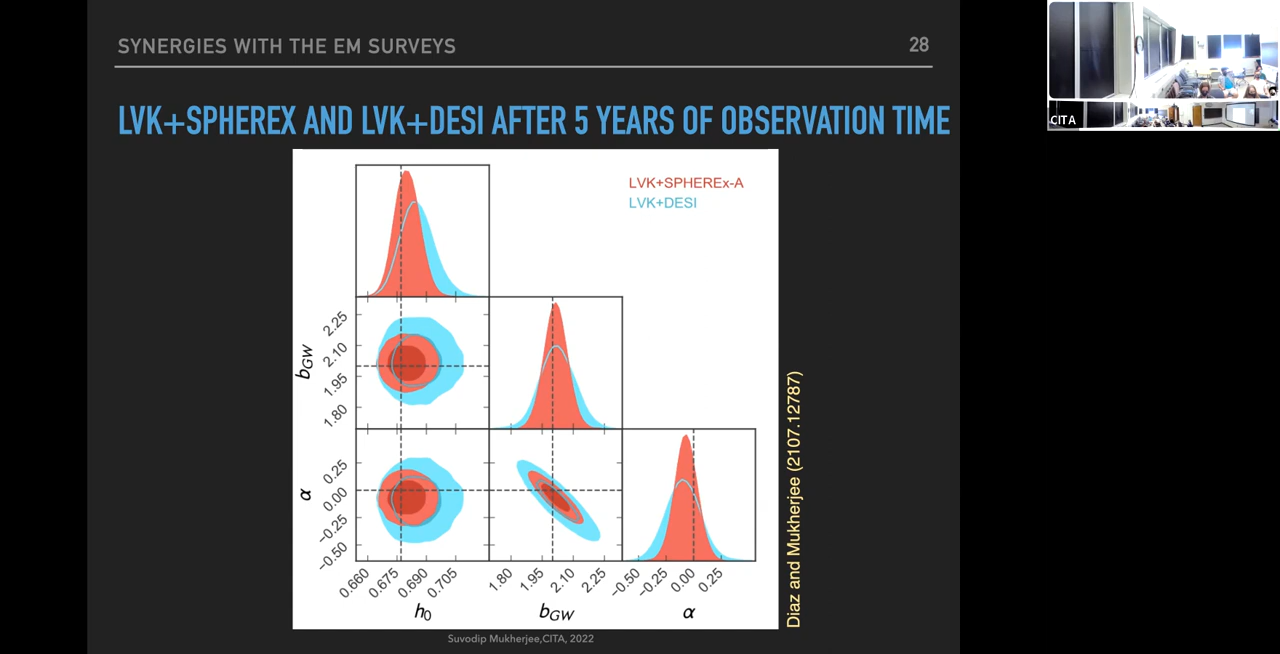 SYNERGIES WITH THE EM SURVEYS
28
LVK+SPHEREX AND LVK+DESI AFTER 5 YEARS OF OBSERVATION TIME
LVK+SPHEREx-A
LVK+DESI
b_GW
2.25
2.10
1.95
1.80
α
0.25
0.00
−0.25
−0.50
0.660
0.675
0.690
0.705
1.80
1.95
2.10
2.25
−0.50
−0.25
0.00
0.25
h₀
b_GW
α
Diaz and Mukherjee (2107.12787)
Suvodip Mukherjee,CITA, 2022
CITA